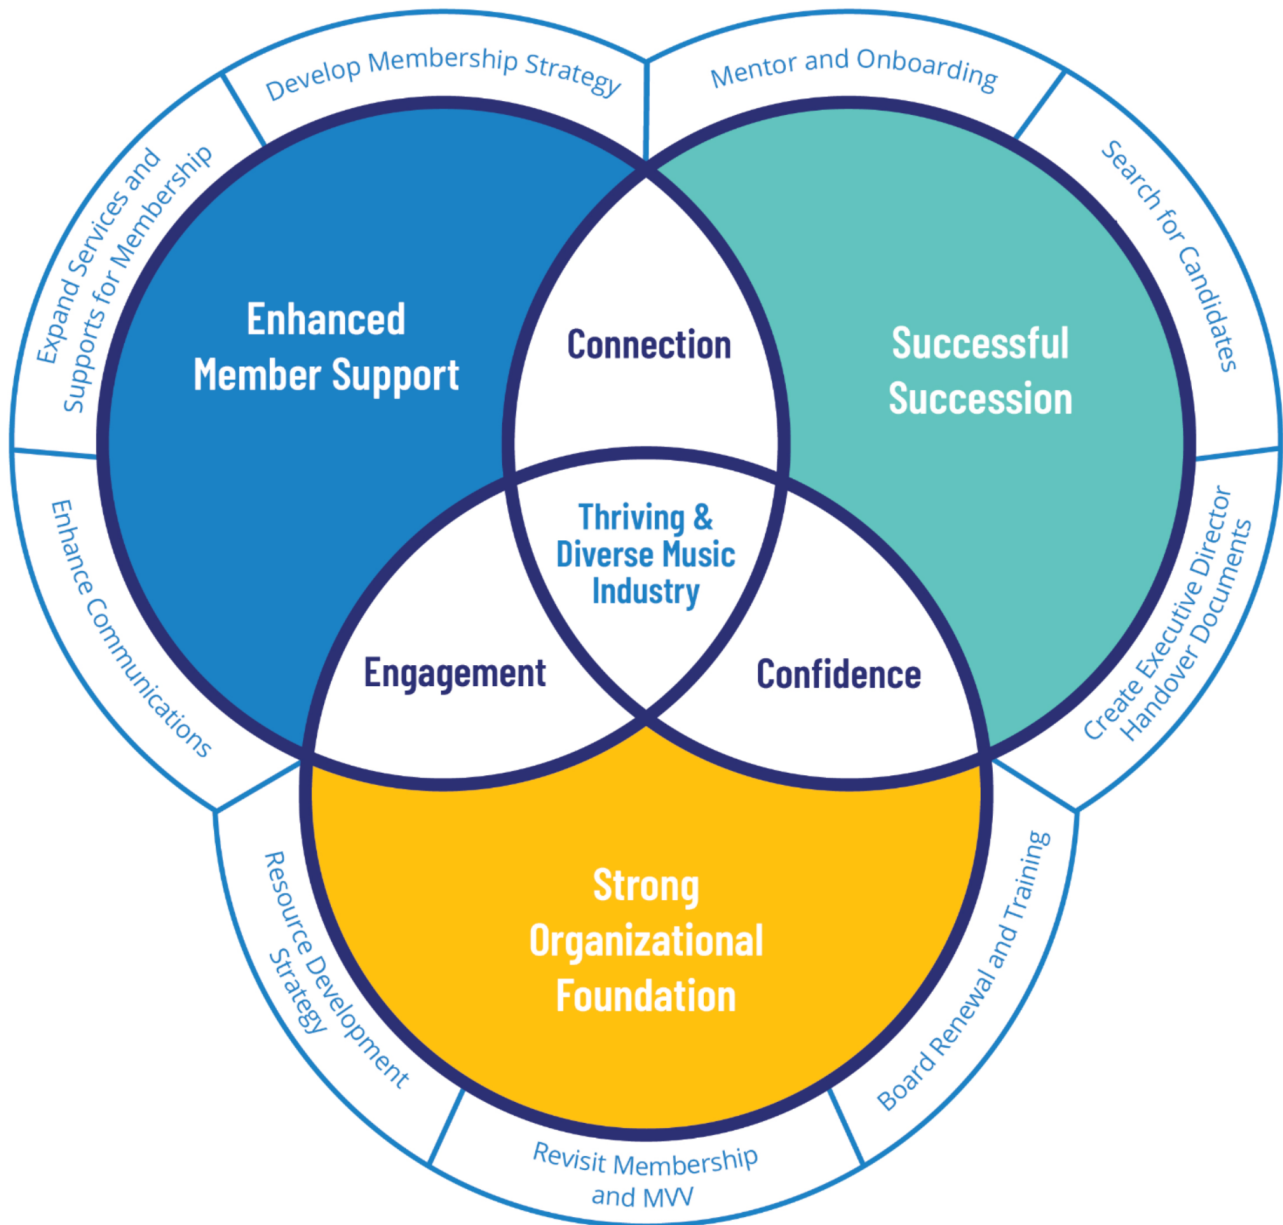 Develop Membership Strategy
Mentor and Onboarding
Expand Services and
Supports for Membership
Search for Candidates
Enhanced
Member Support
Connection
Successful
Succession
Thriving &
Diverse Music
Industry
Enhance Communications
Create Executive Director
Handover Documents
Engagement
Confidence
Strong
Organizational
Foundation
Resource Development
Strategy
Board Renewal and Training
Revisit Membership
and MVV